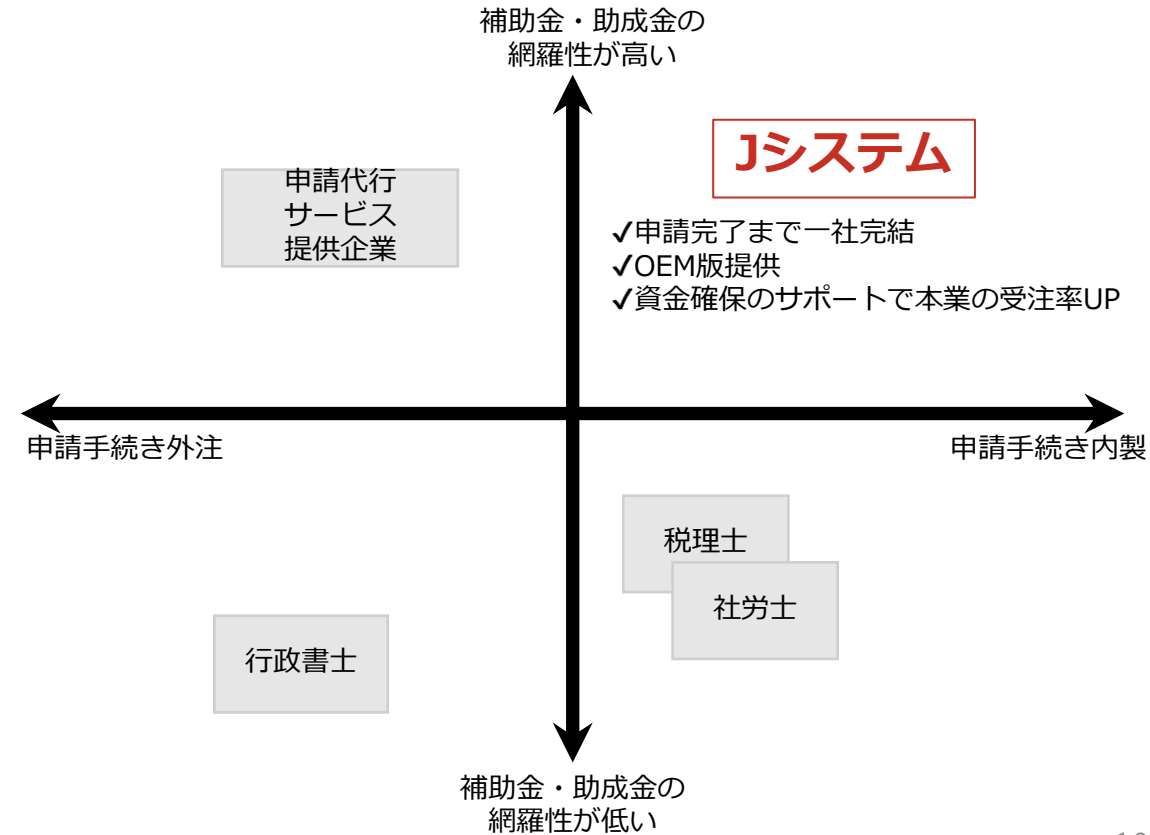 補助金・助成金の
網羅性が高い
Jシステム
申請代行
サービス
提供企業
✓申請完了まで一社完結
✓OEM版提供
✓資金確保のサポートで本業の受注率UP
申請手続き外注
申請手続き内製
税理士
社労士
行政書士
補助金・助成金の
網羅性が低い